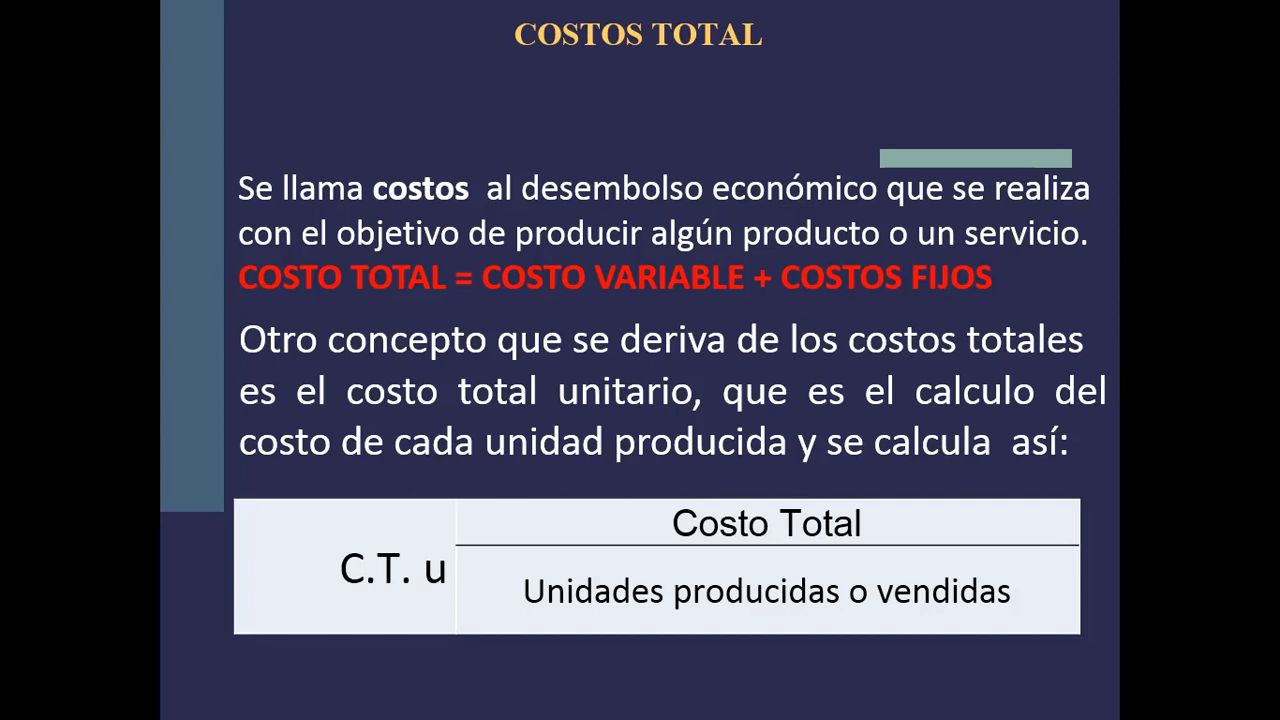 COSTOS TOTAL
Se llama costos al desembolso económico que se realiza
con el objetivo de producir algún producto o un servicio.
COSTO TOTAL = COSTO VARIABLE + COSTOS FIJOS
Otro concepto que se deriva de los costos totales
es el costo total unitario, que es el calculo del
costo de cada unidad producida y se calcula así:
C.T. u
Costo Total
Unidades producidas o vendidas